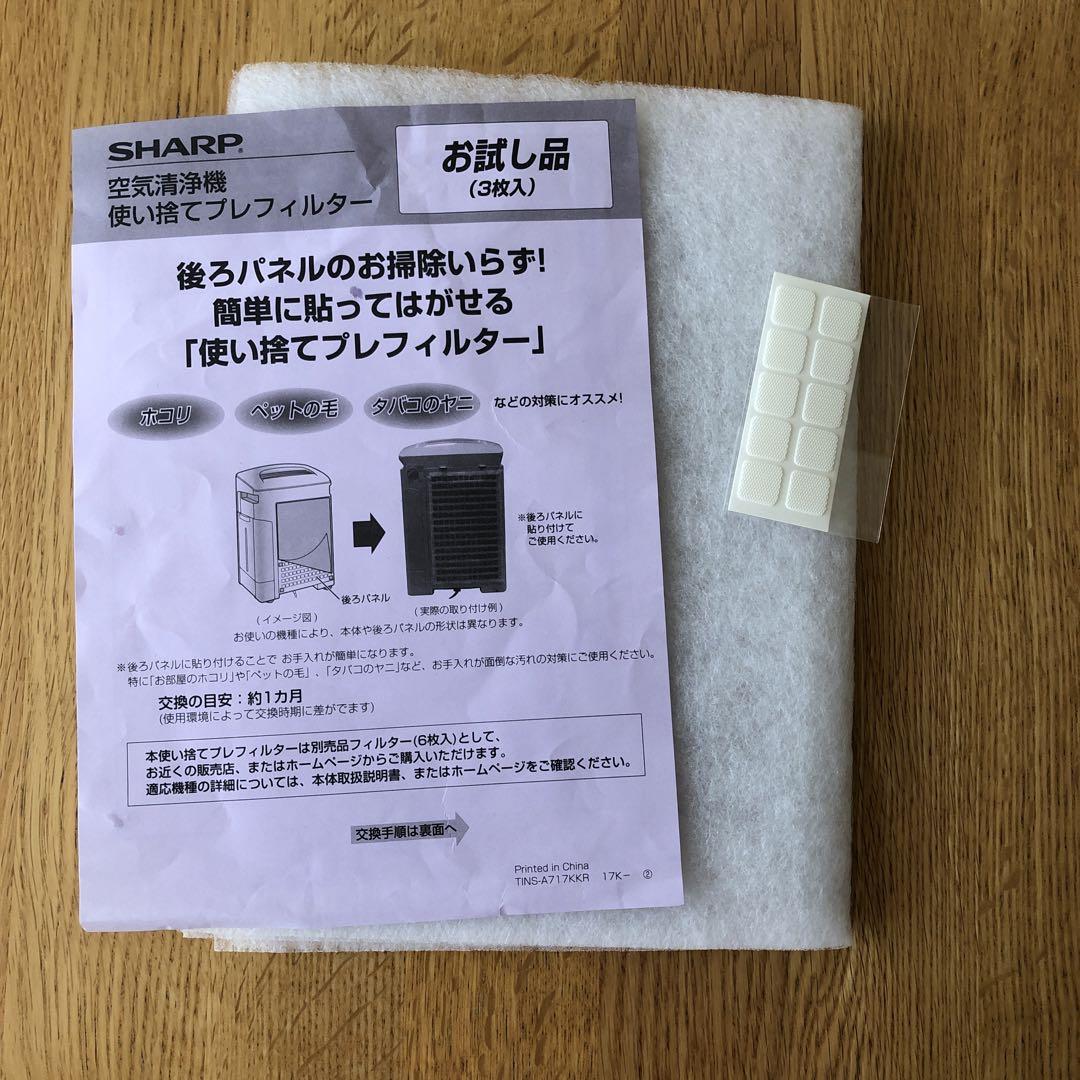 SHARP®
空気清浄機
使い捨てプレフィルター
お試し品
(3枚入)
後ろパネルのお掃除いらず!
簡単に貼ってはがせる
「使い捨てプレフィルター」
ホコリ ペットの毛 タバコのヤニ などの対策にオススメ!
※後ろパネルに
貼り付けて
ご使用ください。
後ろパネル
(イメージ図)
(実際の取り付け例)
お使いの機種により、本体や後ろパネルの形状は異なります。
※後ろパネルに貼り付けることで お手入れが簡単になります。
特に「お部屋のホコリ」や「ペットの毛」、「タバコのヤニ」など、お手入れが面倒な汚れの対策にご使用ください。
交換の目安：約1カ月
(使用環境によって交換時期に差がでます)
本使い捨てプレフィルターは別売品フィルター(6枚入)として、
お近くの販売店、またはホームページからご購入いただけます。
適応機種の詳細については、本体取扱説明書、またはホームページをご確認ください。
交換手順は裏面へ
Printed in China
TINS-A717KKR 17K- ②